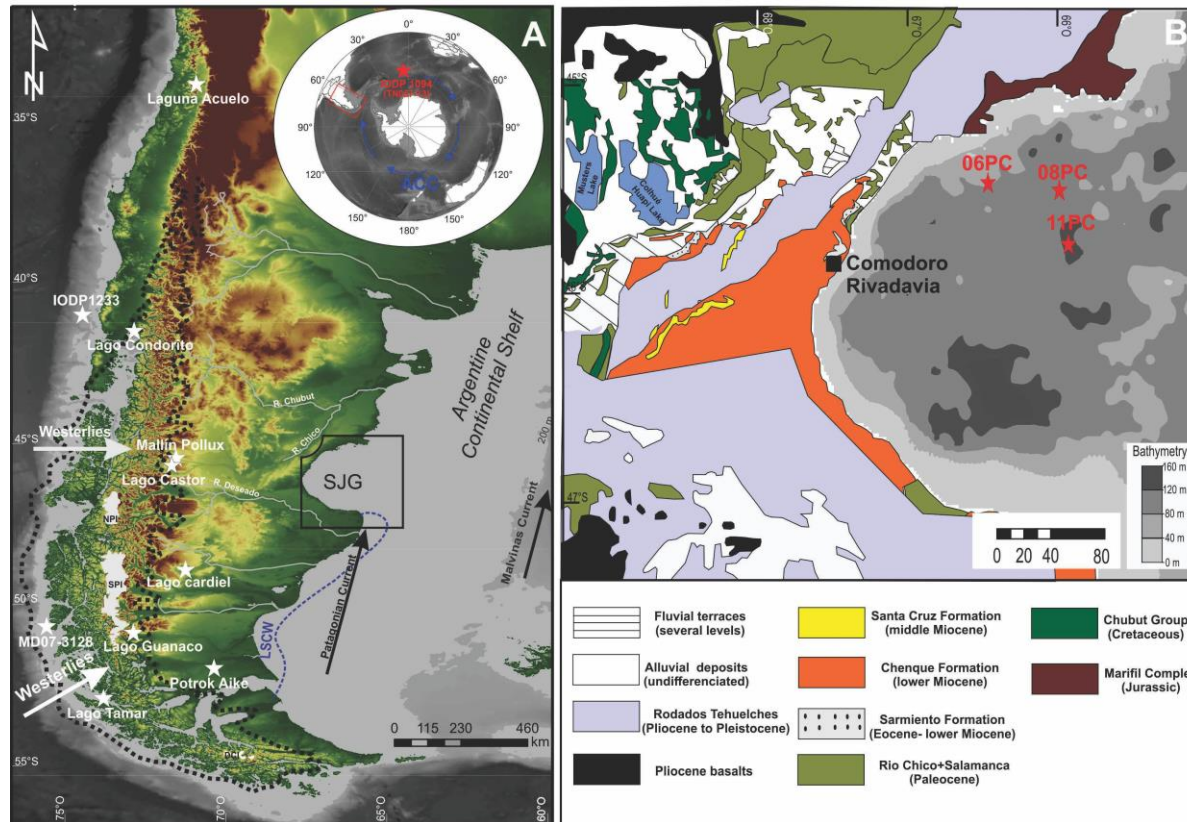 A
N
0°
30°
30°
60°
60°
90°
90°
120°
120°
150°
150°
180°
ACC
35°S
40°S
45°S
50°S
55°S
75°O
70°O
65°O
60°O
Laguna Acuelo
IODP1233
Lago Condorito
R. Chubut
R. Chico
Westerlies
Mallín Pollux
Lago Castor
R. Deseado
NPI
SPI
Lago cardiel
MD07-3128
Lago Guanaco
Westerlies
Potrok Aike
Lago Tamar
SJG
Argentine
Continental Shelf
200 m
Malvinas Current
Patagonian Current
LSCW
0 115 230 460
km
B
68°O
67°O
66°O
45°S
47°S
Musters
Lake
Colhué
Huapi Lake
06PC
08PC
11PC
Comodoro
Rivadavia
Bathymetry
160 m
120 m
80 m
40 m
0 m
0 20 40 80
Fluvial terraces
(several levels)
Alluvial deposits
(undifferenciated)
Rodados Tehuelches
(Pliocene to Pleistocene)
Pliocene basalts
Santa Cruz Formation
(middle Miocene)
Chenque Formation
(lower Miocene)
Sarmiento Formation
(Eocene- lower Miocene)
Rio Chico+Salamanca
(Paleocene)
Chubut Group
(Cretaceous)
Marifil Comple
(Jurassic)